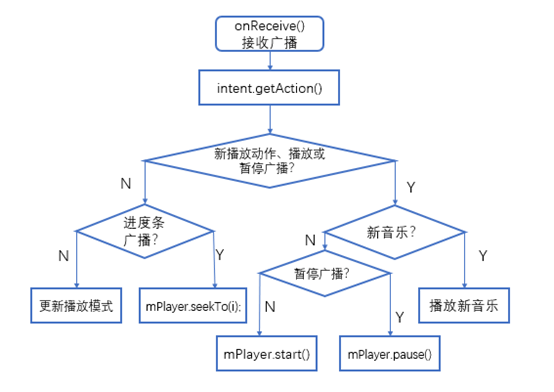 onReceive()
接收广播
intent.getAction()
新播放动作、播放或
暂停广播？
N
Y
进度条
广播？
新音乐？
N
Y
N
Y
暂停广播？
更新播放模式
mPlayer.seekTo(i);
播放新音乐
N
Y
mPlayer.start()
mPlayer.pause()